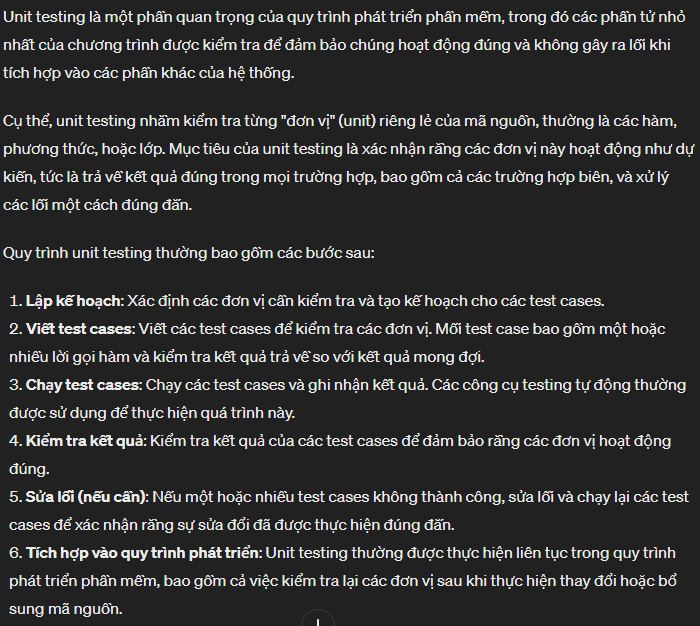 Unit testing là một phần quan trọng của quy trình phát triển phần mềm, trong đó các phần tử nhỏ
nhất của chương trình được kiểm tra để đảm bảo chúng hoạt động đúng và không gây ra lỗi khi
tích hợp vào các phần khác của hệ thống.
Cụ thể, unit testing nhằm kiểm tra từng "đơn vị" (unit) riêng lẻ của mã nguồn, thường là các hàm,
phương thức, hoặc lớp. Mục tiêu của unit testing là xác nhận rằng các đơn vị này hoạt động như dự
kiến, tức là trả về kết quả đúng trong mọi trường hợp, bao gồm cả các trường hợp biên, và xử lý
các lỗi một cách đúng đắn.
Quy trình unit testing thường bao gồm các bước sau:
1. Lập kế hoạch: Xác định các đơn vị cần kiểm tra và tạo kế hoạch cho các test cases.
2. Viết test cases: Viết các test cases để kiểm tra các đơn vị. Mỗi test case bao gồm một hoặc
nhiều lời gọi hàm và kiểm tra kết quả trả về so với kết quả mong đợi.
3. Chạy test cases: Chạy các test cases và ghi nhận kết quả. Các công cụ testing tự động thường
được sử dụng để thực hiện quá trình này.
4. Kiểm tra kết quả: Kiểm tra kết quả của các test cases để đảm bảo rằng các đơn vị hoạt động
đúng.
5. Sửa lỗi (nếu cần): Nếu một hoặc nhiều test cases không thành công, sửa lỗi và chạy lại các test
cases để xác nhận rằng sự sửa đổi đã được thực hiện đúng đắn.
6. Tích hợp vào quy trình phát triển: Unit testing thường được thực hiện liên tục trong quy trình
phát triển phần mềm, bao gồm cả việc kiểm tra lại các đơn vị sau khi thực hiện thay đổi hoặc bổ
sung mã nguồn.